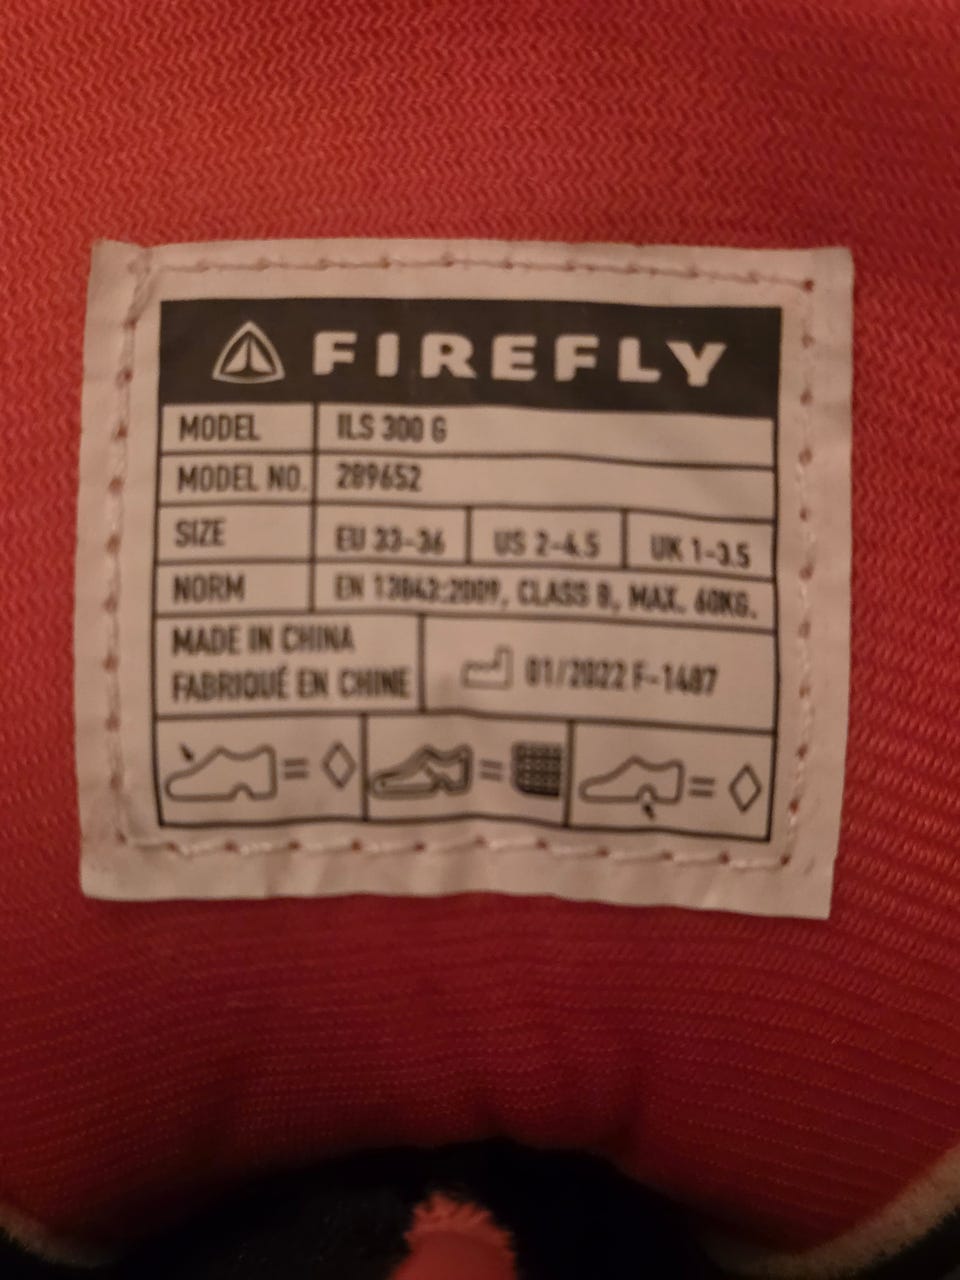 FIREFLY
MODEL ILS 300 G
MODEL NO. 289652
SIZE EU 33-36 US 2-4.5 UK 1-3.5
NORM EN 13843:2009, CLASS B, MAX. 60KG.
MADE IN CHINA
FABRIQUÉ EN CHINE
01/2022 F-1487
= = =